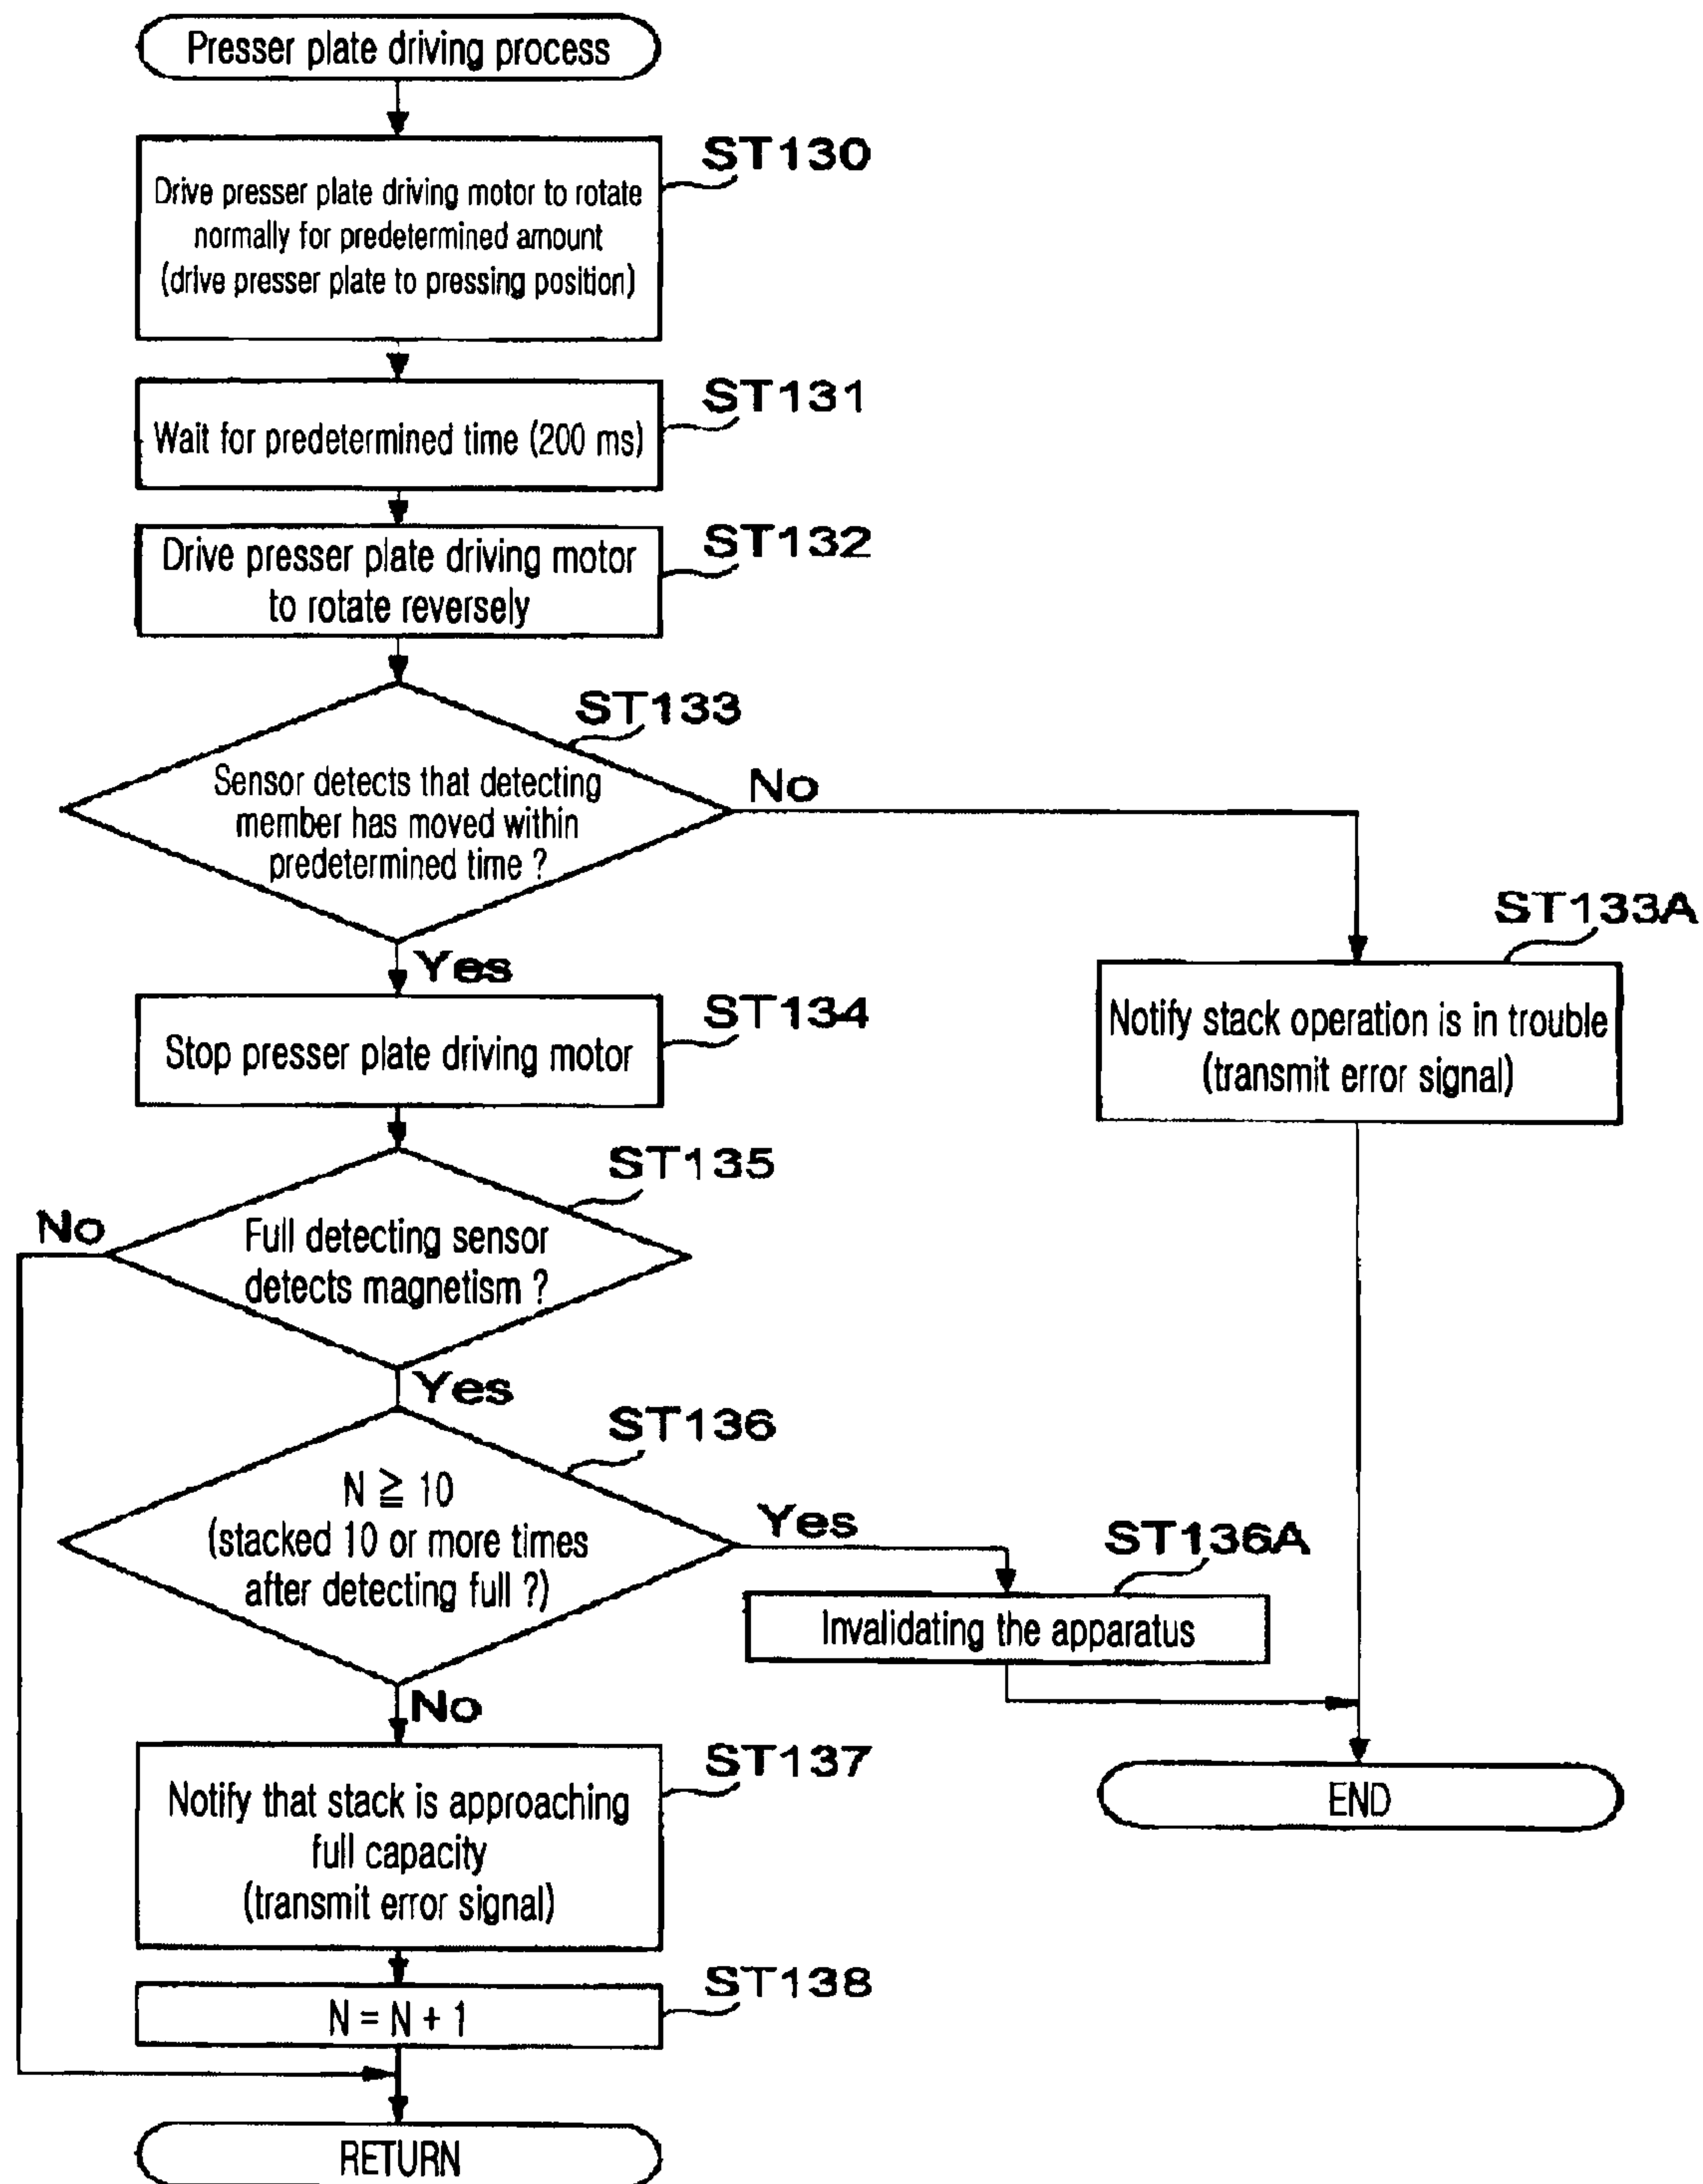 Presser plate driving process
ST130
Drive presser plate driving motor to rotate
normally for predetermined amount
(drive presser plate to pressing position)
ST131
Wait for predetermined time (200 ms)
ST132
Drive presser plate driving motor
to rotate reversely
ST133
Sensor detects that detecting
member has moved within
predetermined time ?
No
Yes
ST133A
Notify stack operation is in trouble
(transmit error signal)
ST134
Stop presser plate driving motor
ST135
Full detecting sensor
detects magnetism ?
No
Yes
ST136
N ≧ 10
(stacked 10 or more times
after detecting full ?)
Yes
ST136A
Invalidating the apparatus
No
ST137
Notify that stack is approaching
full capacity
(transmit error signal)
END
ST138
N = N + 1
RETURN